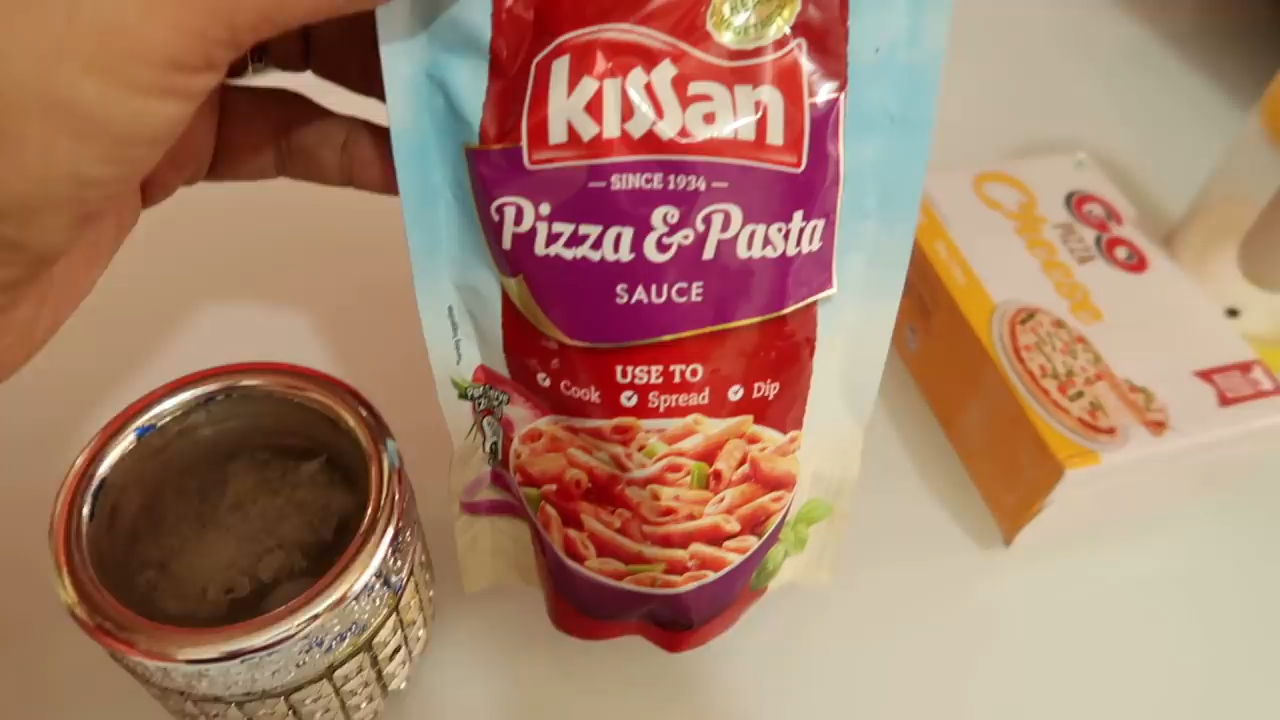 kissan
— SINCE 1934 —
Pizza & Pasta
SAUCE
USE TO
Cook
Spread
Dip
GO
PIZZA
Cheese